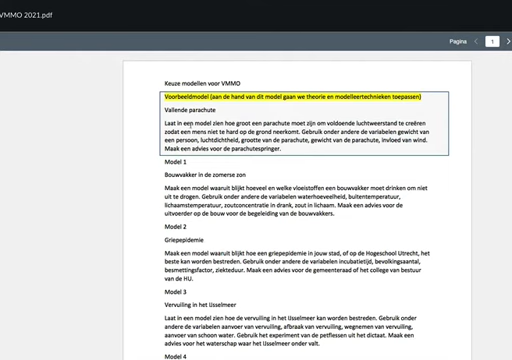 VMMO 2021.pdf
Pagina 1
Keuze modellen voor VMMO
Voorbeeldmodel (aan de hand van dit model gaan we theorie en modelleertechnieken toepassen)
Vallende parachute
Laat in een model zien hoe groot een parachute moet zijn om voldoende luchtweerstand te creëren
zodat een mens niet te hard op de grond neerkomt. Gebruik onder andere de variabelen gewicht van
een persoon, luchtdichtheid, grootte van de parachute, gewicht van de parachute, invloed van wind.
Maak een advies voor de parachutespringer.
Model 1
Bouwvakker in de zomerse zon
Maak een model waaruit blijkt hoeveel en welke vloeistoffen een bouwvakker moet drinken om niet
uit te drogen. Gebruik onder andere de variabelen waterhoeveelheid, buitentemperatuur,
lichaamstemperatuur, zoutconcentratie in drank, zout in lichaam. Maak een advies voor de
uitvoerder op de bouw voor de begeleiding van de bouwvakkers.
Model 2
Griepepidemie
Maak een model waaruit blijkt hoe een griepepidemie in jouw stad, of op de Hogeschool Utrecht, het
beste kan worden bestreden. Gebruik onder andere de variabelen incubatietijd, bevolkingsaantal,
besmettingsfactor, ziekteduur. Maak een advies voor de gemeenteraad of het college van bestuur
van de HU.
Model 3
Vervuiling in het IJsselmeer
Laat in een model zien hoe de vervuiling in het IJsselmeer kan worden bestreden. Gebruik onder
andere de variabelen aanvoer van vervuiling, afbraak van vervuiling, wegnemen van vervuiling,
aanvoer van schoon water. Gebruik het experiment van de petflessen uit het dictaat. Maak een
advies voor het waterschap waar het IJsselmeer onder valt.
Model 4